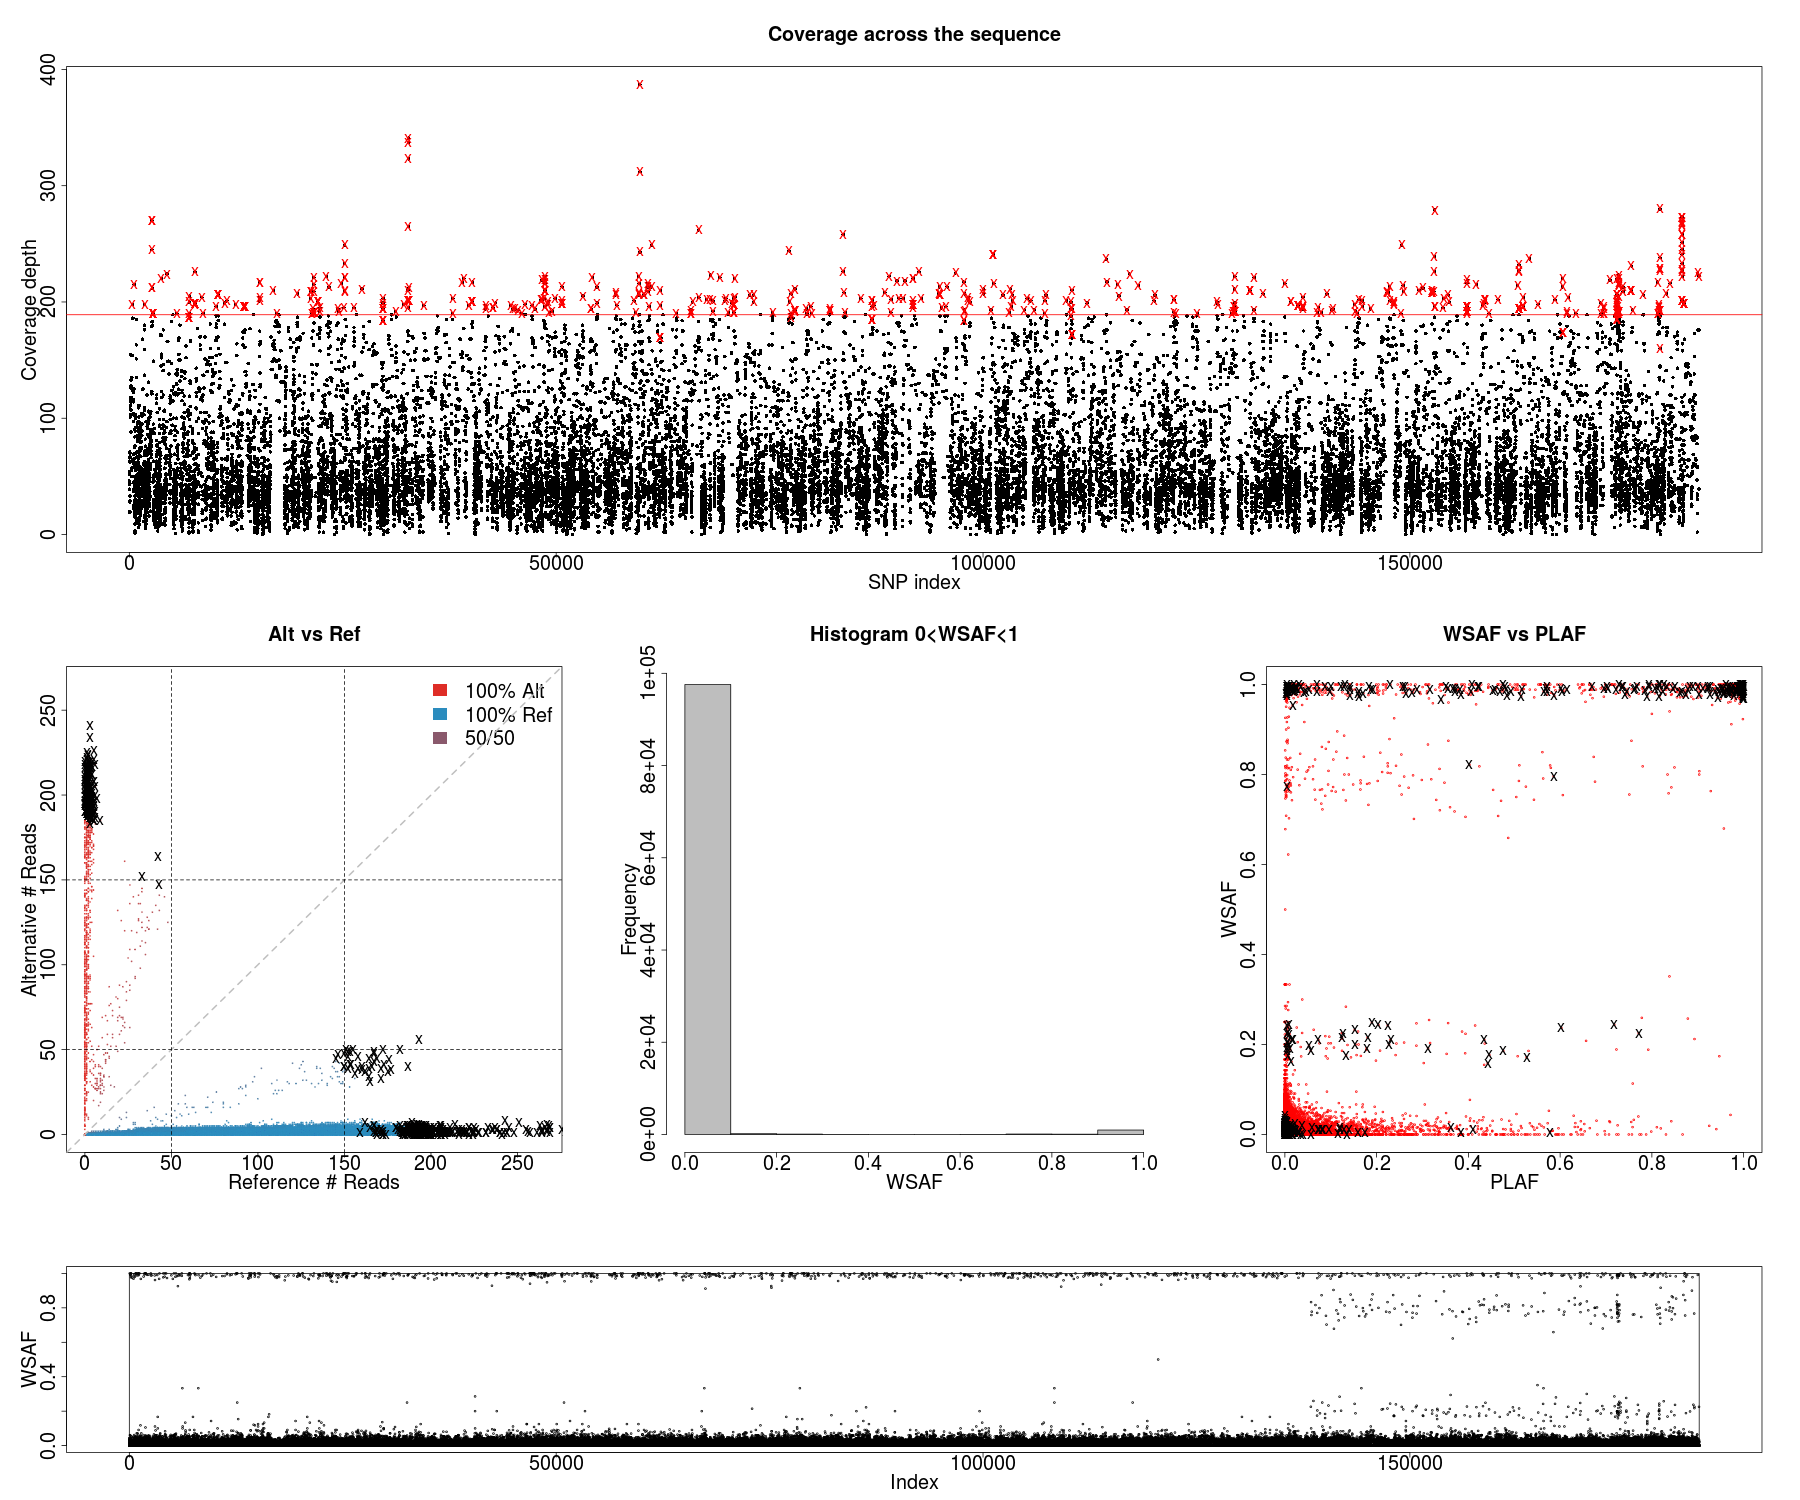 Coverage across the sequence
Coverage depth
0
100
200
300
400
0
50000
100000
150000
SNP index
Alt vs Ref
Alternative # Reads
0
50
100
150
200
250
100% Alt
100% Ref
50/50
0
50
100
150
200
250
Reference # Reads
Histogram 0<WSAF<1
Frequency
0e+00
2e+04
4e+04
6e+04
8e+04
1e+05
0.0
0.2
0.4
0.6
0.8
1.0
WSAF
WSAF vs PLAF
WSAF
0.0
0.2
0.4
0.6
0.8
1.0
0.0
0.2
0.4
0.6
0.8
1.0
PLAF
WSAF
0.0
0.4
0.8
0
50000
100000
150000
Index